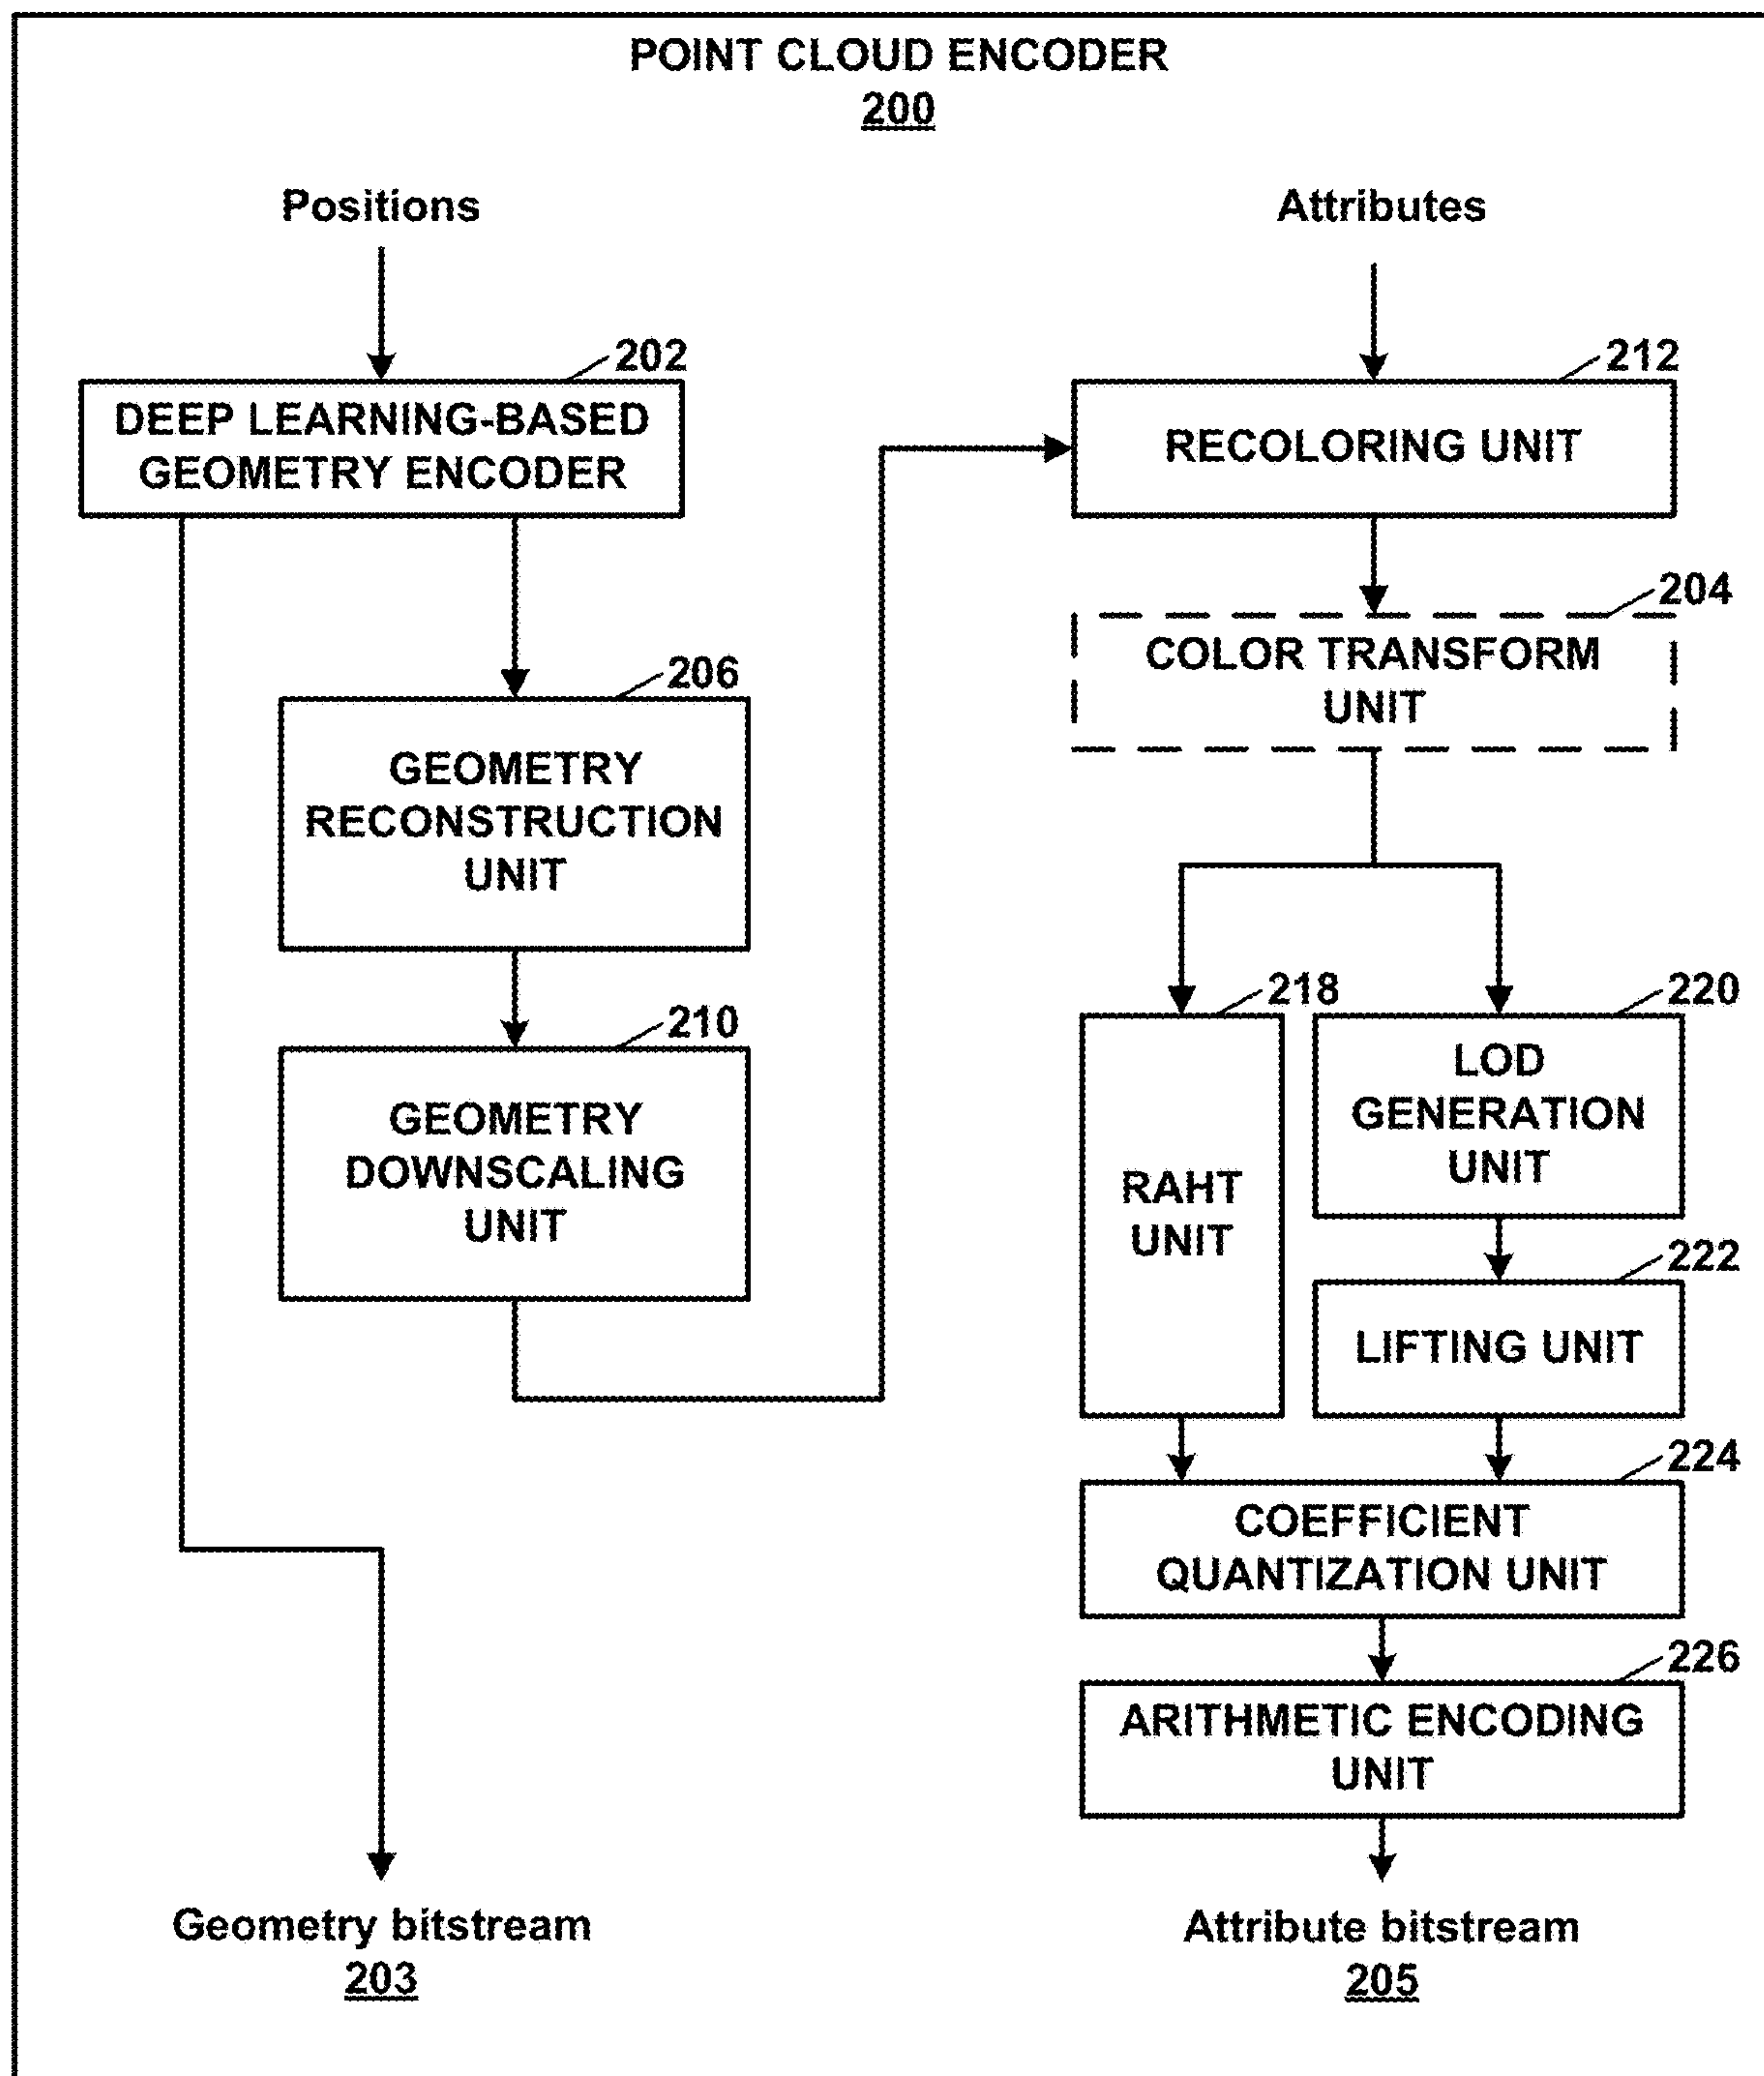 POINT CLOUD ENCODER
200
Positions
Attributes
202
DEEP LEARNING-BASED
GEOMETRY ENCODER
212
RECOLORING UNIT
204
COLOR TRANSFORM
UNIT
206
GEOMETRY
RECONSTRUCTION
UNIT
210
GEOMETRY
DOWNSCALING
UNIT
218
RAHT
UNIT
220
LOD
GENERATION
UNIT
222
LIFTING UNIT
224
COEFFICIENT
QUANTIZATION UNIT
226
ARITHMETIC ENCODING
UNIT
Geometry bitstream
203
Attribute bitstream
205